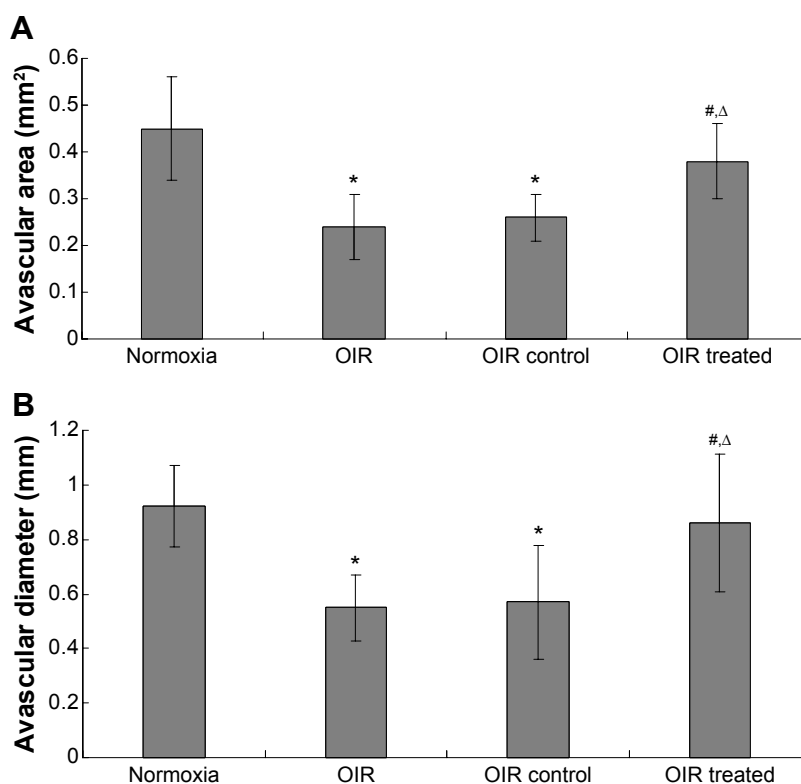 A
Avascular area (mm²)
0.6
0.5
0.4
0.3
0.2
0.1
0
*
*
#,Δ
Normoxia OIR OIR control OIR treated
B
Avascular diameter (mm)
1.2
1
0.8
0.6
0.4
0.2
0
*
*
#,Δ
Normoxia OIR OIR control OIR treated